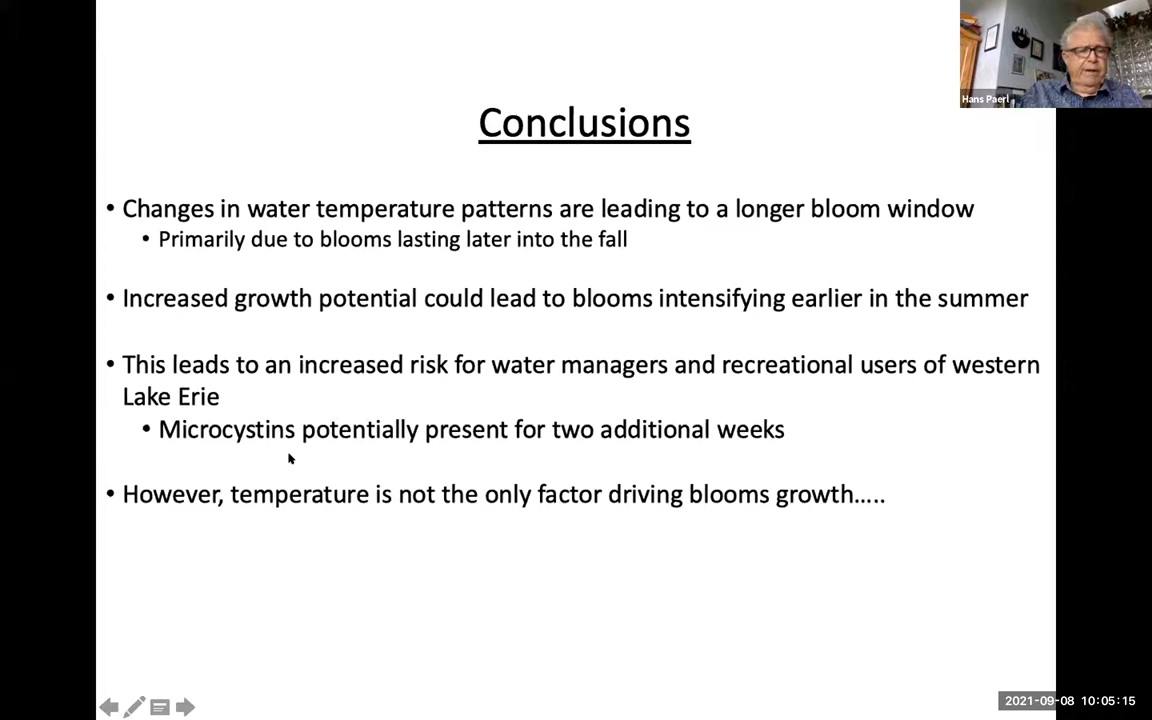 Hans Paerl
Conclusions
• Changes in water temperature patterns are leading to a longer bloom window
• Primarily due to blooms lasting later into the fall
• Increased growth potential could lead to blooms intensifying earlier in the summer
• This leads to an increased risk for water managers and recreational users of western
Lake Erie
• Microcystins potentially present for two additional weeks
• However, temperature is not the only factor driving blooms growth.....
2021-09-08 10:05:15